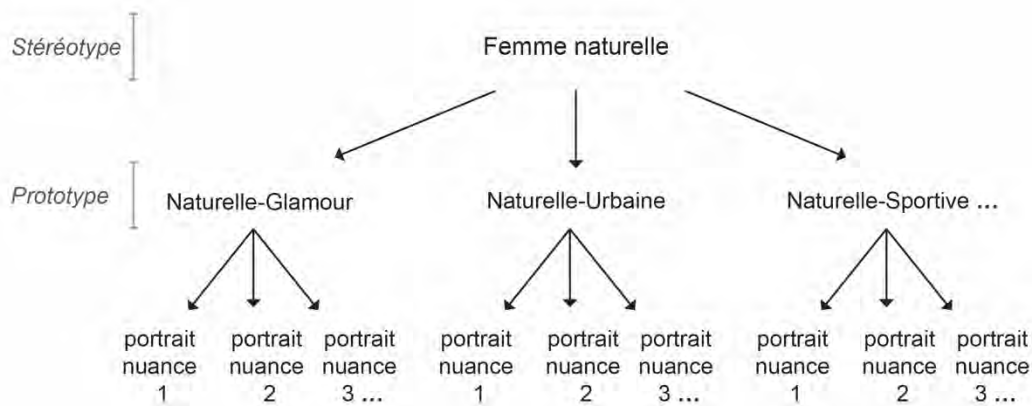 Stéréotype
Femme naturelle
Prototype
Naturelle-Glamour
Naturelle-Urbaine
Naturelle-Sportive ...
portrait nuance 1
portrait nuance 2
portrait nuance 3 ...
portrait nuance 1
portrait nuance 2
portrait nuance 3 ...
portrait nuance 1
portrait nuance 2
portrait nuance 3 ...